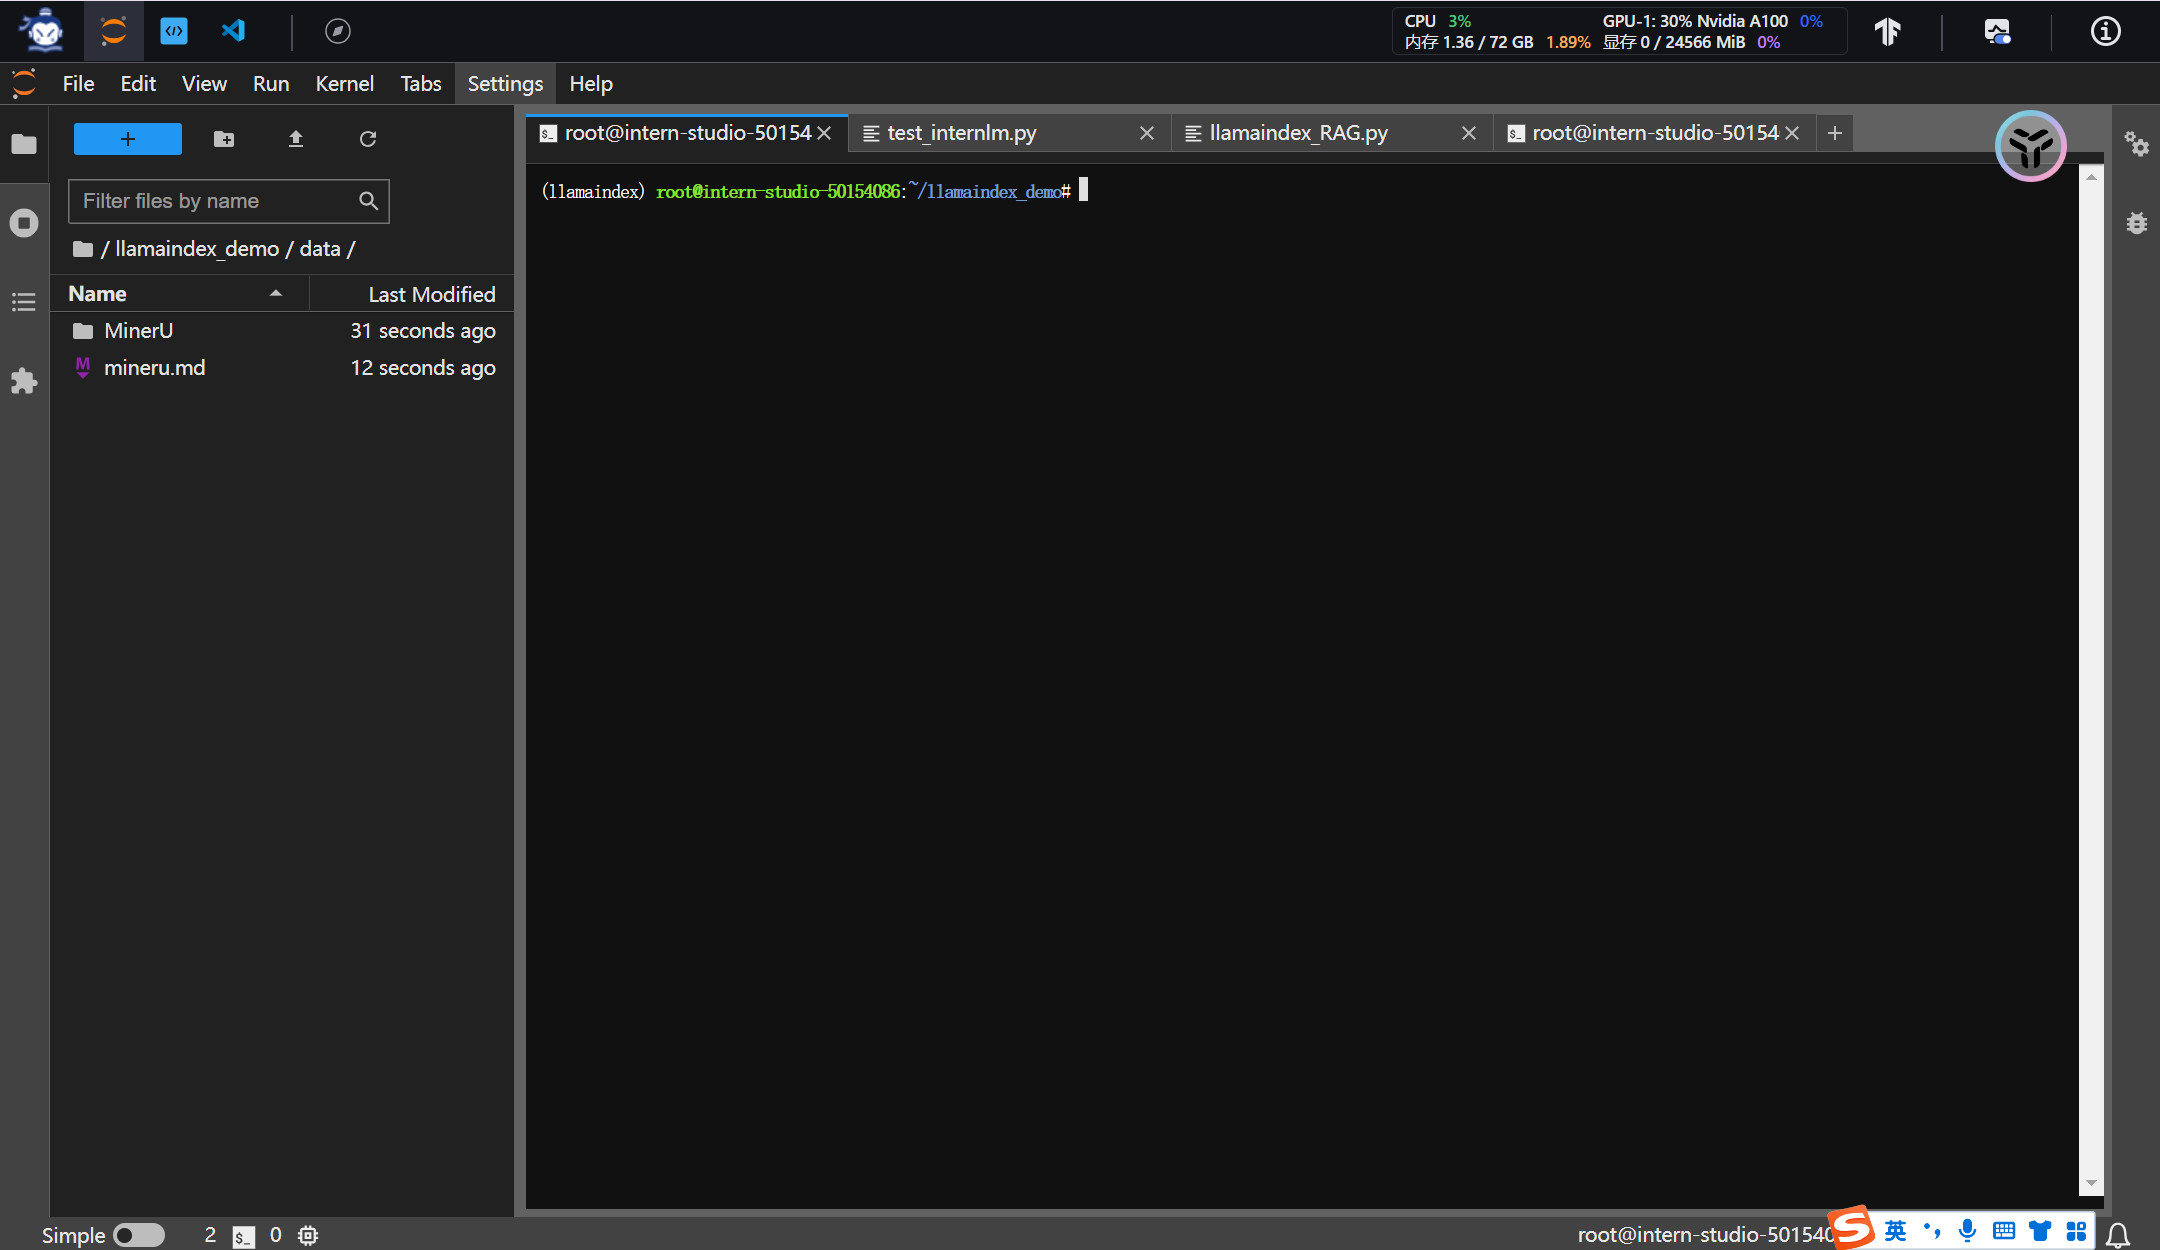 CPU 3% GPU-1: 30% Nvidia A100 0%
内存 1.36 / 72 GB 1.89% 显存 0 / 24566 MiB 0%
File Edit View Run Kernel Tabs Settings Help
root@intern-studio-50154 test_internlm.py llamaindex_RAG.py root@intern-studio-50154
(llamaindex) root@intern-studio-50154086:~/llamaindex_demo#
Filter files by name
/ llamaindex_demo / data /
Name Last Modified
MinerU 31 seconds ago
mineru.md 12 seconds ago
Simple 2 0 root@intern-studio-501540
英